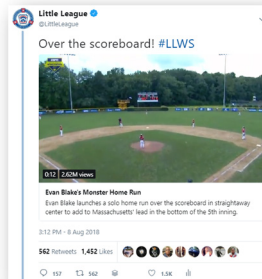 Little League
@LittleLeague
Over the scoreboard! #LLWS
0:12 2.62M views
Evan Blake's Monster Home Run
Evan Blake launches a solo home run over the scoreboard in straightaway
center to add to Massachusetts' lead in the bottom of the 5th inning.
3:12 PM - 8 Aug 2018
562 Retweets 1,452 Likes
157 562 1.5K